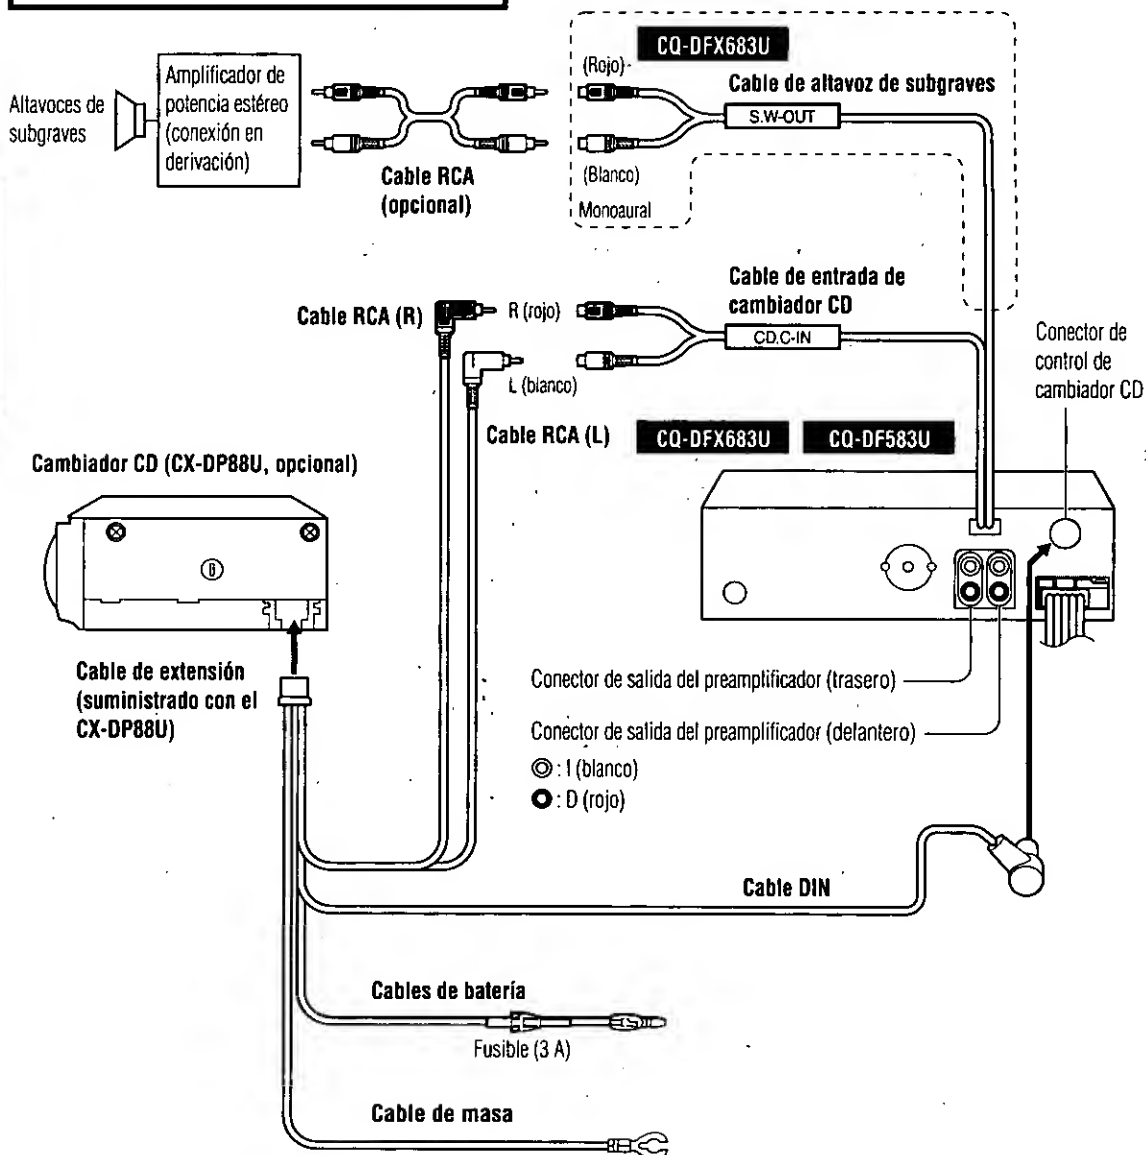 CQ-DFX683U
Altavoces de
subgraves
Amplificador de
potencia estéreo
(conexión en
derivación)
Cable RCA
(opcional)
(Rojo)
(Blanco)
Monoaural
Cable de altavoz de subgraves
S.W-OUT
Cable de entrada de
cambiador CD
CD.C-IN
Cable RCA (R)
R (rojo)
L (blanco)
Cable RCA (L)
CQ-DFX683U
CQ-DF583U
Conector de
control de
cambiador CD
Cambiador CD (CX-DP88U, opcional)
Cable de extensión
(suministrado con el
CX-DP88U)
Conector de salida del preamplificador (trasero)
Conector de salida del preamplificador (delantero)
: I (blanco)
: D (rojo)
Cable DIN
Cables de batería
Fusible (3 A)
Cable de masa